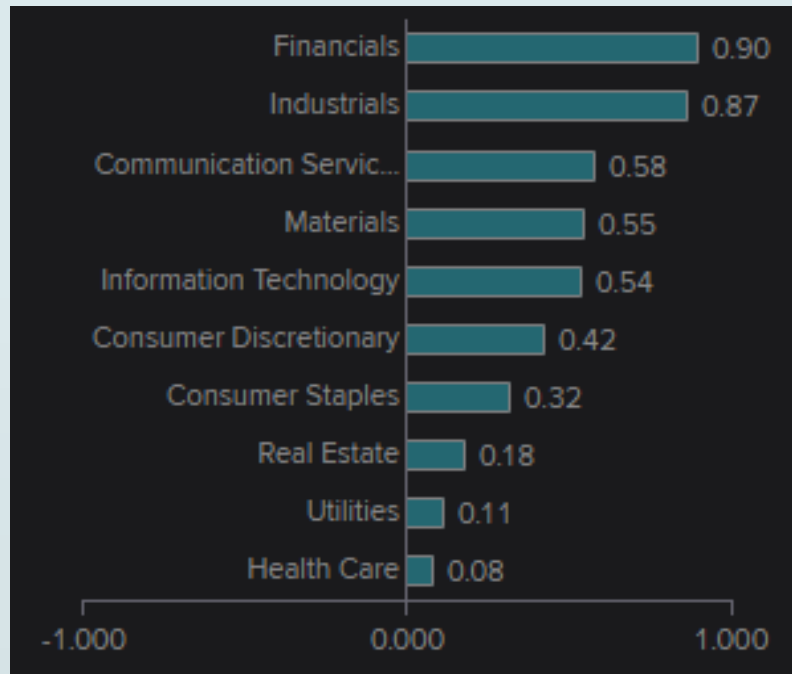 Financials 0.90
Industrials 0.87
Communication Servic... 0.58
Materials 0.55
Information Technology 0.54
Consumer Discretionary 0.42
Consumer Staples 0.32
Real Estate 0.18
Utilities 0.11
Health Care 0.08
-1.000 0.000 1.000